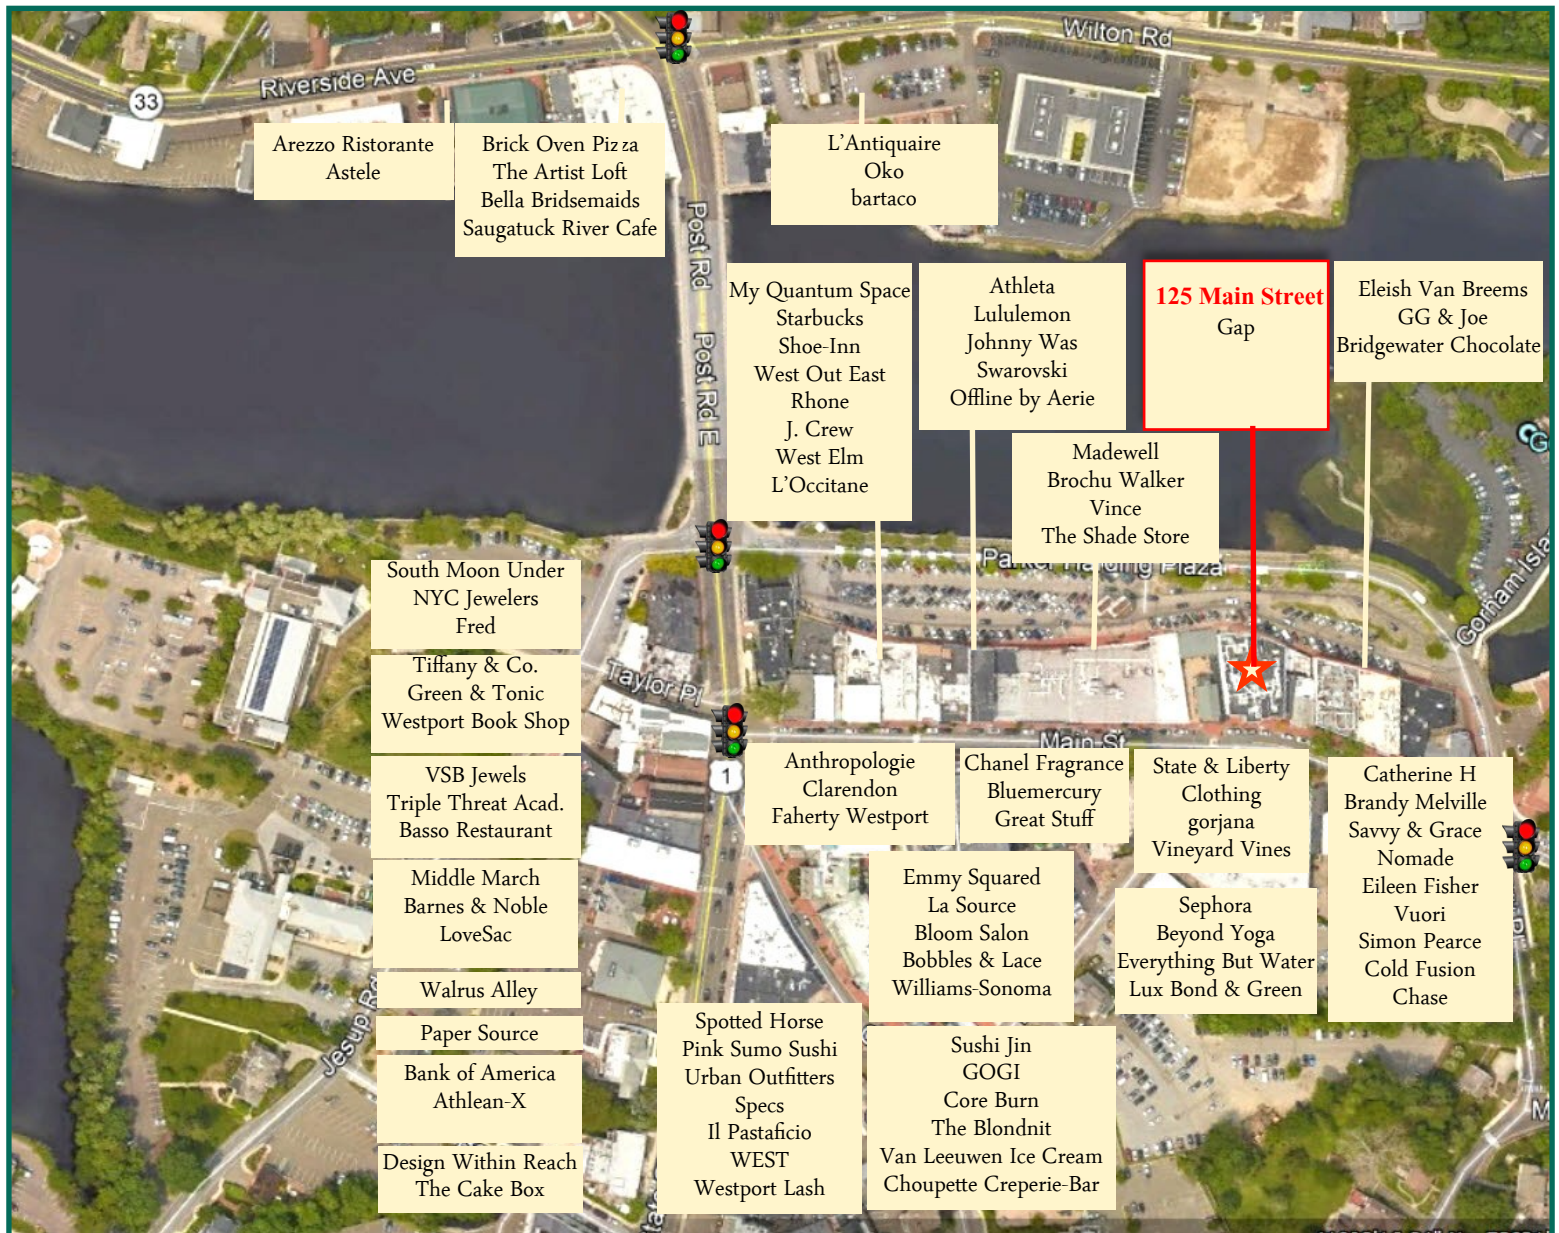 Wilton Rd
Riverside Ave
33
Arezzo Ristorante
Astele
Brick Oven Pizza
The Artist Loft
Bella Bridsemaids
Saugatuck River Cafe
L'Antiquaire
Oko
bartaco
Post Rd
Post Rd E
My Quantum Space
Starbucks
Shoe-Inn
West Out East
Rhone
J. Crew
West Elm
L'Occitane
Athleta
Lululemon
Johnny Was
Swarovski
Offline by Aerie
125 Main Street
Gap
Eleish Van Breems
GG & Joe
Bridgewater Chocolate
Madewell
Brochu Walker
Vince
The Shade Store
Plaza
Gorham Isla
South Moon Under
NYC Jewelers
Fred
Tiffany & Co.
Green & Tonic
Westport Book Shop
Taylor Pl
Main St
1
VSB Jewels
Triple Threat Acad.
Basso Restaurant
Anthropologie
Clarendon
Faherty Westport
Chanel Fragrance
Bluemercury
Great Stuff
State & Liberty
Clothing
gorjana
Vineyard Vines
Catherine H
Brandy Melville
Savvy & Grace
Nomade
Eileen Fisher
Vuori
Simon Pearce
Cold Fusion
Chase
Middle March
Barnes & Noble
LoveSac
Emmy Squared
La Source
Bloom Salon
Bobbles & Lace
Williams-Sonoma
Sephora
Beyond Yoga
Everything But Water
Lux Bond & Green
Walrus Alley
Jesup Rd
Paper Source
Bank of America
Athlean-X
Design Within Reach
The Cake Box
Spotted Horse
Pink Sumo Sushi
Urban Outfitters
Specs
Il Pastaficio
WEST
Westport Lash
Sushi Jin
GOGI
Core Burn
The Blondnit
Van Leeuwen Ice Cream
Choupette Creperie-Bar